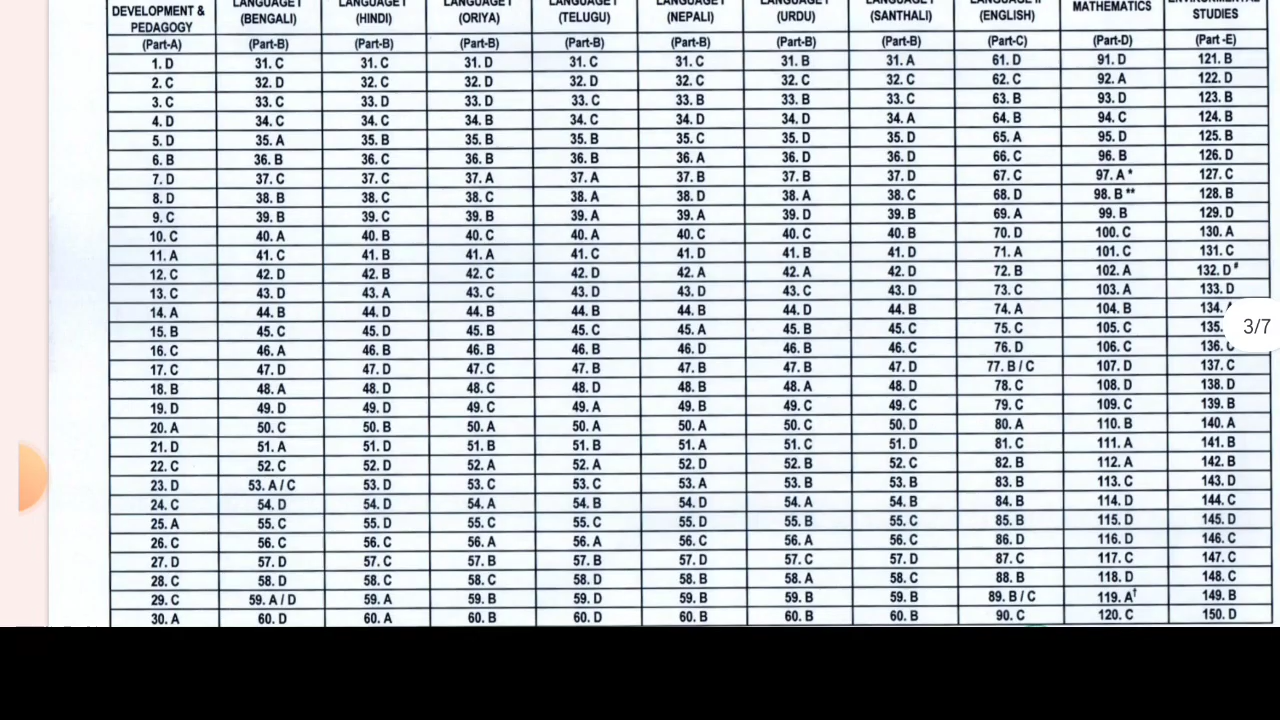 LANGUAGE I LANGUAGE I LANGUAGE I LANGUAGE I LANGUAGE I LANGUAGE I LANGUAGE I LANGUAGE II ENVIRONMENTAL
DEVELOPMENT & (BENGALI) (HINDI) (ORIYA) (TELUGU) (NEPALI) (URDU) (SANTHALI) (ENGLISH) MATHEMATICS STUDIES
PEDAGOGY
(Part-A) (Part-B) (Part-B) (Part-B) (Part-B) (Part-B) (Part-B) (Part-B) (Part-C) (Part-D) (Part -E)
1. D 31. C 31. C 31. D 31. C 31. C 31. B 31. A 61. D 91. D 121. B
2. C 32. D 32. C 32. D 32. D 32. C 32. C 32. C 62. C 92. A 122. D
3. C 33. C 33. D 33. D 33. C 33. B 33. B 33. C 63. B 93. D 123. B
4. D 34. C 34. C 34. B 34. C 34. D 34. D 34. A 64. B 94. C 124. B
5. D 35. A 35. B 35. B 35. B 35. C 35. D 35. D 65. A 95. D 125. B
6. B 36. B 36. C 36. B 36. B 36. A 36. D 36. D 66. C 96. B 126. D
7. D 37. C 37. C 37. A 37. A 37. B 37. B 37. D 67. C 97. A * 127. C
8. D 38. B 38. C 38. C 38. A 38. D 38. A 38. C 68. D 98. B ** 128. B
9. C 39. B 39. C 39. B 39. A 39. A 39. D 39. B 69. A 99. B 129. D
10. C 40. A 40. B 40. C 40. A 40. C 40. C 40. B 70. D 100. C 130. A
11. A 41. C 41. B 41. A 41. C 41. D 41. B 41. D 71. A 101. C 131. C
12. C 42. D 42. B 42. C 42. D 42. A 42. A 42. D 72. B 102. A 132. D #
13. C 43. D 43. A 43. C 43. D 43. D 43. C 43. D 73. C 103. A 133. D
14. A 44. B 44. D 44. B 44. B 44. B 44. D 44. B 74. A 104. B 134.
15. B 45. C 45. D 45. B 45. C 45. A 45. B 45. C 75. C 105. C 135. 3/7
16. C 46. A 46. B 46. B 46. B 46. D 46. B 46. C 76. D 106. C 136.
17. C 47. D 47. D 47. C 47. B 47. B 47. B 47. D 77. B / C 107. D 137. C
18. B 48. A 48. D 48. C 48. D 48. B 48. A 48. D 78. C 108. D 138. D
19. D 49. D 49. D 49. C 49. A 49. B 49. C 49. C 79. C 109. C 139. B
20. A 50. C 50. B 50. A 50. A 50. A 50. C 50. D 80. A 110. B 140. A
21. D 51. A 51. D 51. B 51. B 51. A 51. C 51. D 81. C 111. A 141. B
22. C 52. C 52. D 52. A 52. A 52. D 52. B 52. C 82. B 112. A 142. B
23. D 53. A / C 53. D 53. C 53. C 53. A 53. B 53. B 83. B 113. C 143. D
24. C 54. D 54. D 54. A 54. B 54. D 54. A 54. C 84. B 114. D 144. C
25. A 55. C 55. D 55. C 55. C 55. D 55. B 55. C 85. B 115. D 145. D
26. C 56. C 56. C 56. A 56. A 56. C 56. A 56. C 86. D 116. D 146. C
27. D 57. D 57. C 57. B 57. B 57. D 57. C 57. D 87. C 117. C 147. C
28. C 58. D 58. C 58. C 58. D 58. B 58. A 58. C 88. B 118. D 148. C
29. C 59. A / D 59. A 59. B 59. D 59. B 59. B 59. B 89. B / C 119. A† 149. B
30. A 60. D 60. A 60. B 60. D 60. B 60. B 60. B 90. C 120. C 150. D